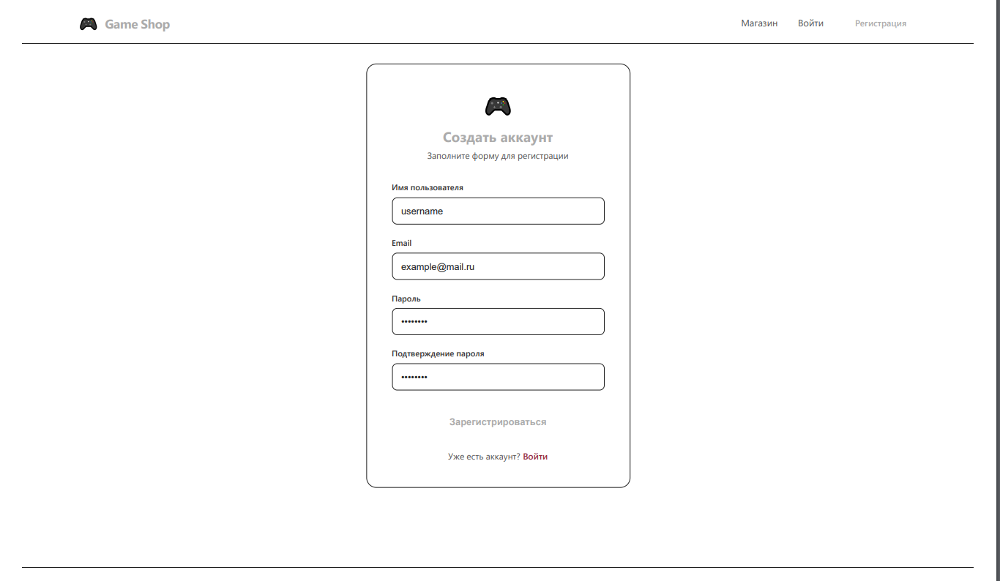 Game Shop
Магазин Войти Регистрация
Создать аккаунт
Заполните форму для регистрации
Имя пользователя
username
Email
example@mail.ru
Пароль
••••••••
Подтверждение пароля
••••••••
Зарегистрироваться
Уже есть аккаунт? Войти